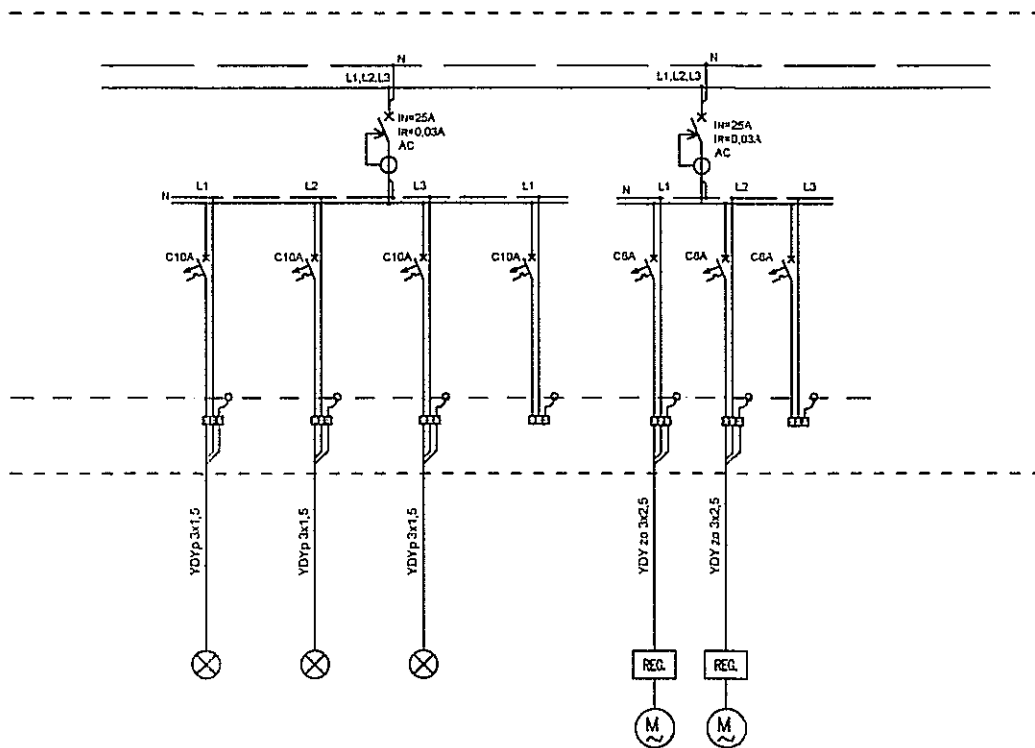 N
N
L1,L2,L3
L1,L2,L3
IN=25A
IR=0,03A
AC
IN=25A
IR=0,03A
AC
N
L1
L2
L3
L1
N
L1
L2
L3
C10A
C10A
C10A
C10A
C6A
C6A
C6A
YDYp 3x1,5
YDYp 3x1,5
YDYp 3x1,5
YDY zo 3x2,5
YDY zo 3x2,5
REG.
REG.
M
~
M
~